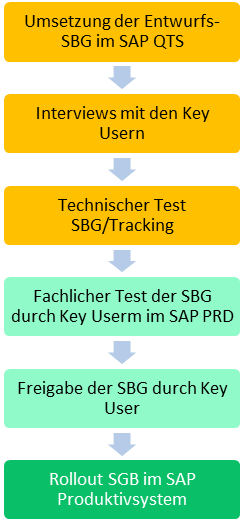 Umsetzung der Entwurfs-
SBG im SAP QTS
Interviews mit den Key
Usern
Technischer Test
SBG/Tracking
Fachlicher Test der SBG
durch Key Userm im SAP PRD
Freigabe der SBG durch Key
User
Rollout SGB im SAP
Produktivsystem